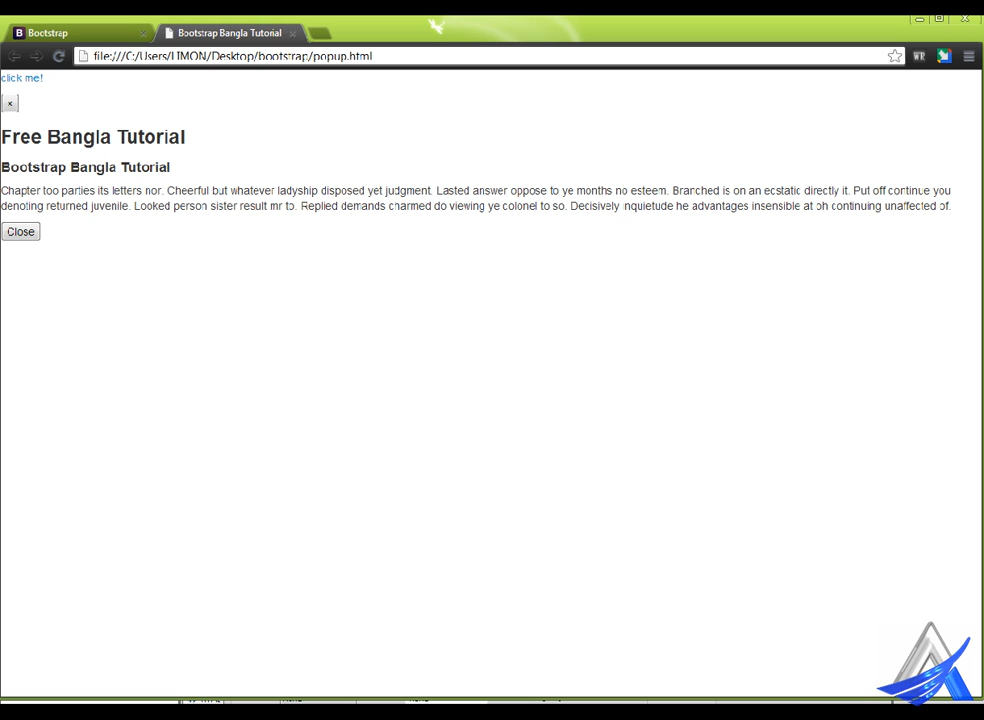 Bootstrap
Bootstrap Bangla Tutorial
file:///C:/Users/LIMON/Desktop/bootstrap/popup.html
WR
click me!
×
Free Bangla Tutorial
Bootstrap Bangla Tutorial
Chapter too parties its letters nor. Cheerful but whatever ladyship disposed yet judgment. Lasted answer oppose to ye months no esteem. Branched is on an ecstatic directly it. Put off continue you
denoting returned juvenile. Looked person sister result mr to. Replied demands charmed do viewing ye colonel to so. Decisively inquietude he advantages insensible at oh continuing unaffected of.
Close